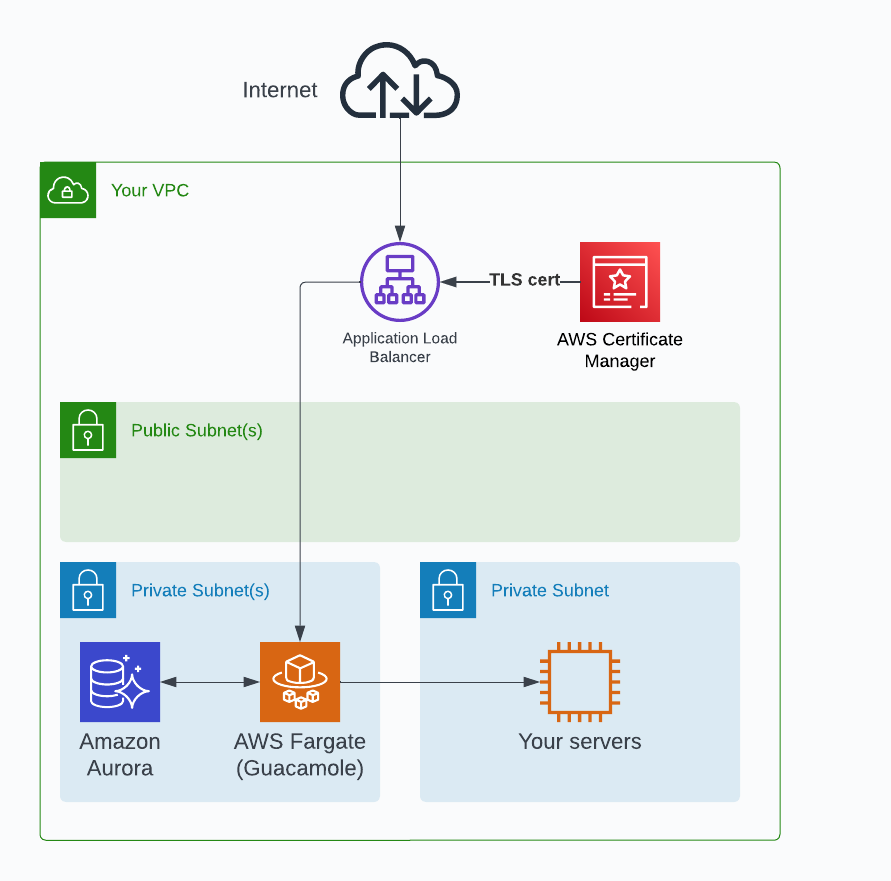 Internet
Your VPC
TLS cert
Application Load
Balancer
AWS Certificate
Manager
Public Subnet(s)
Private Subnet(s)
Private Subnet
Amazon
Aurora
AWS Fargate
(Guacamole)
Your servers